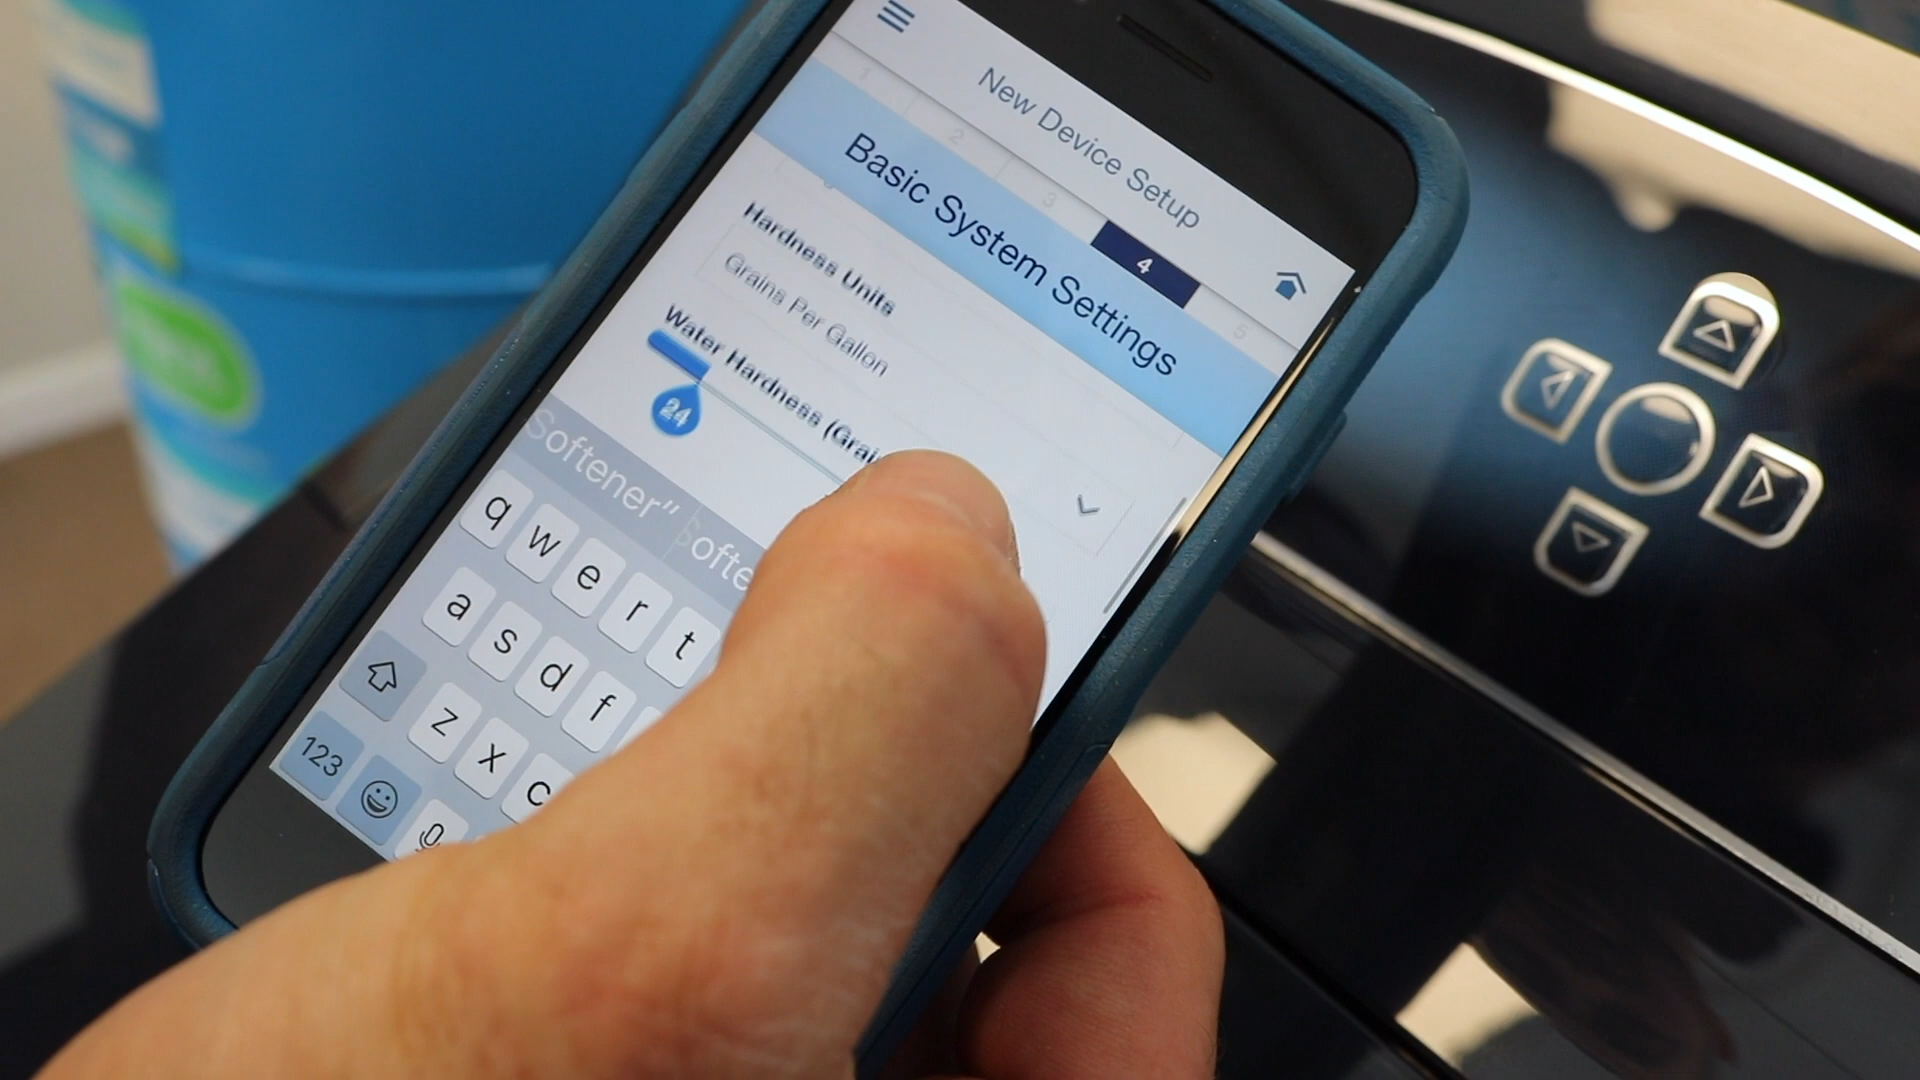 New Device Setup
1
2
3
4
5
Basic System Settings
Hardness Units
Grains Per Gallon
Water Hardness (Grai
24
Softener"
Softe
q w e r t
a s d f
z x c
123